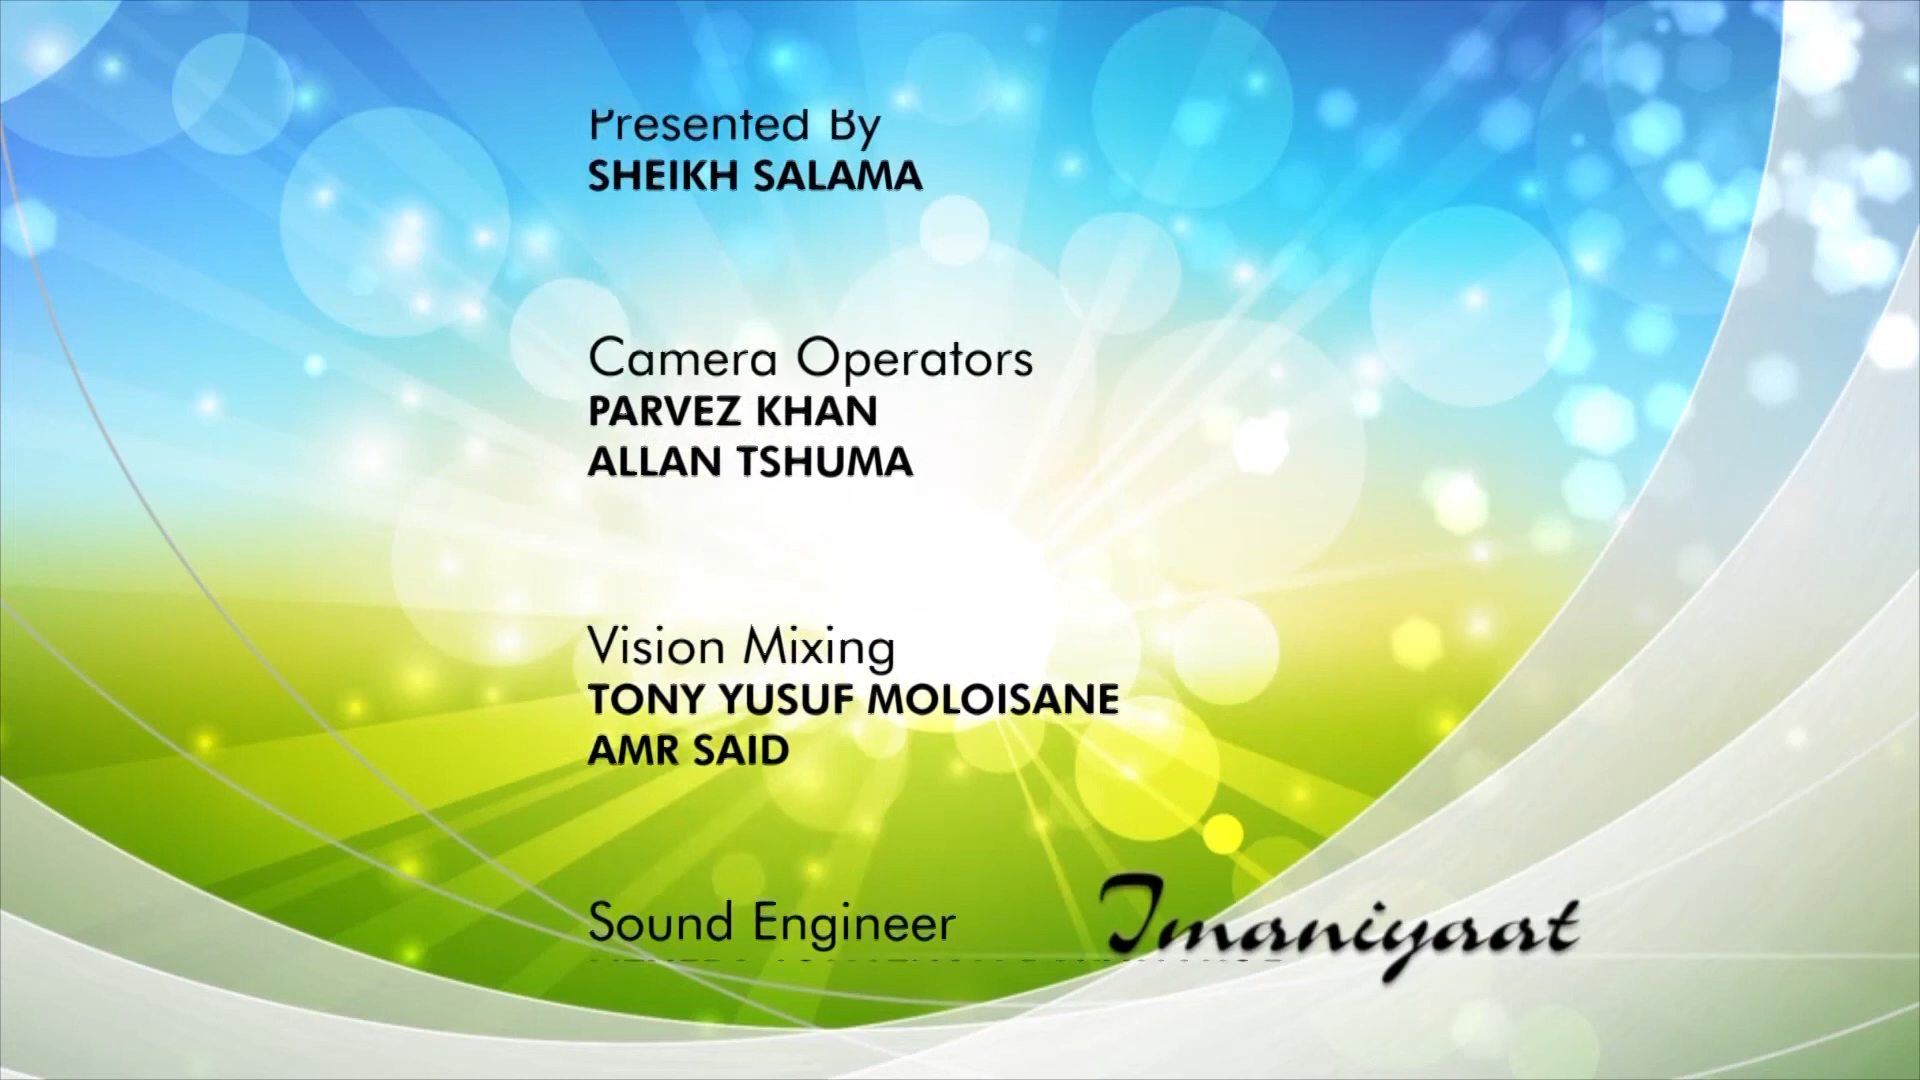 Presented By
SHEIKH SALAMA
Camera Operators
PARVEZ KHAN
ALLAN TSHUMA
Vision Mixing
TONY YUSUF MOLOISANE
AMR SAID
Sound Engineer
Imaniyaat